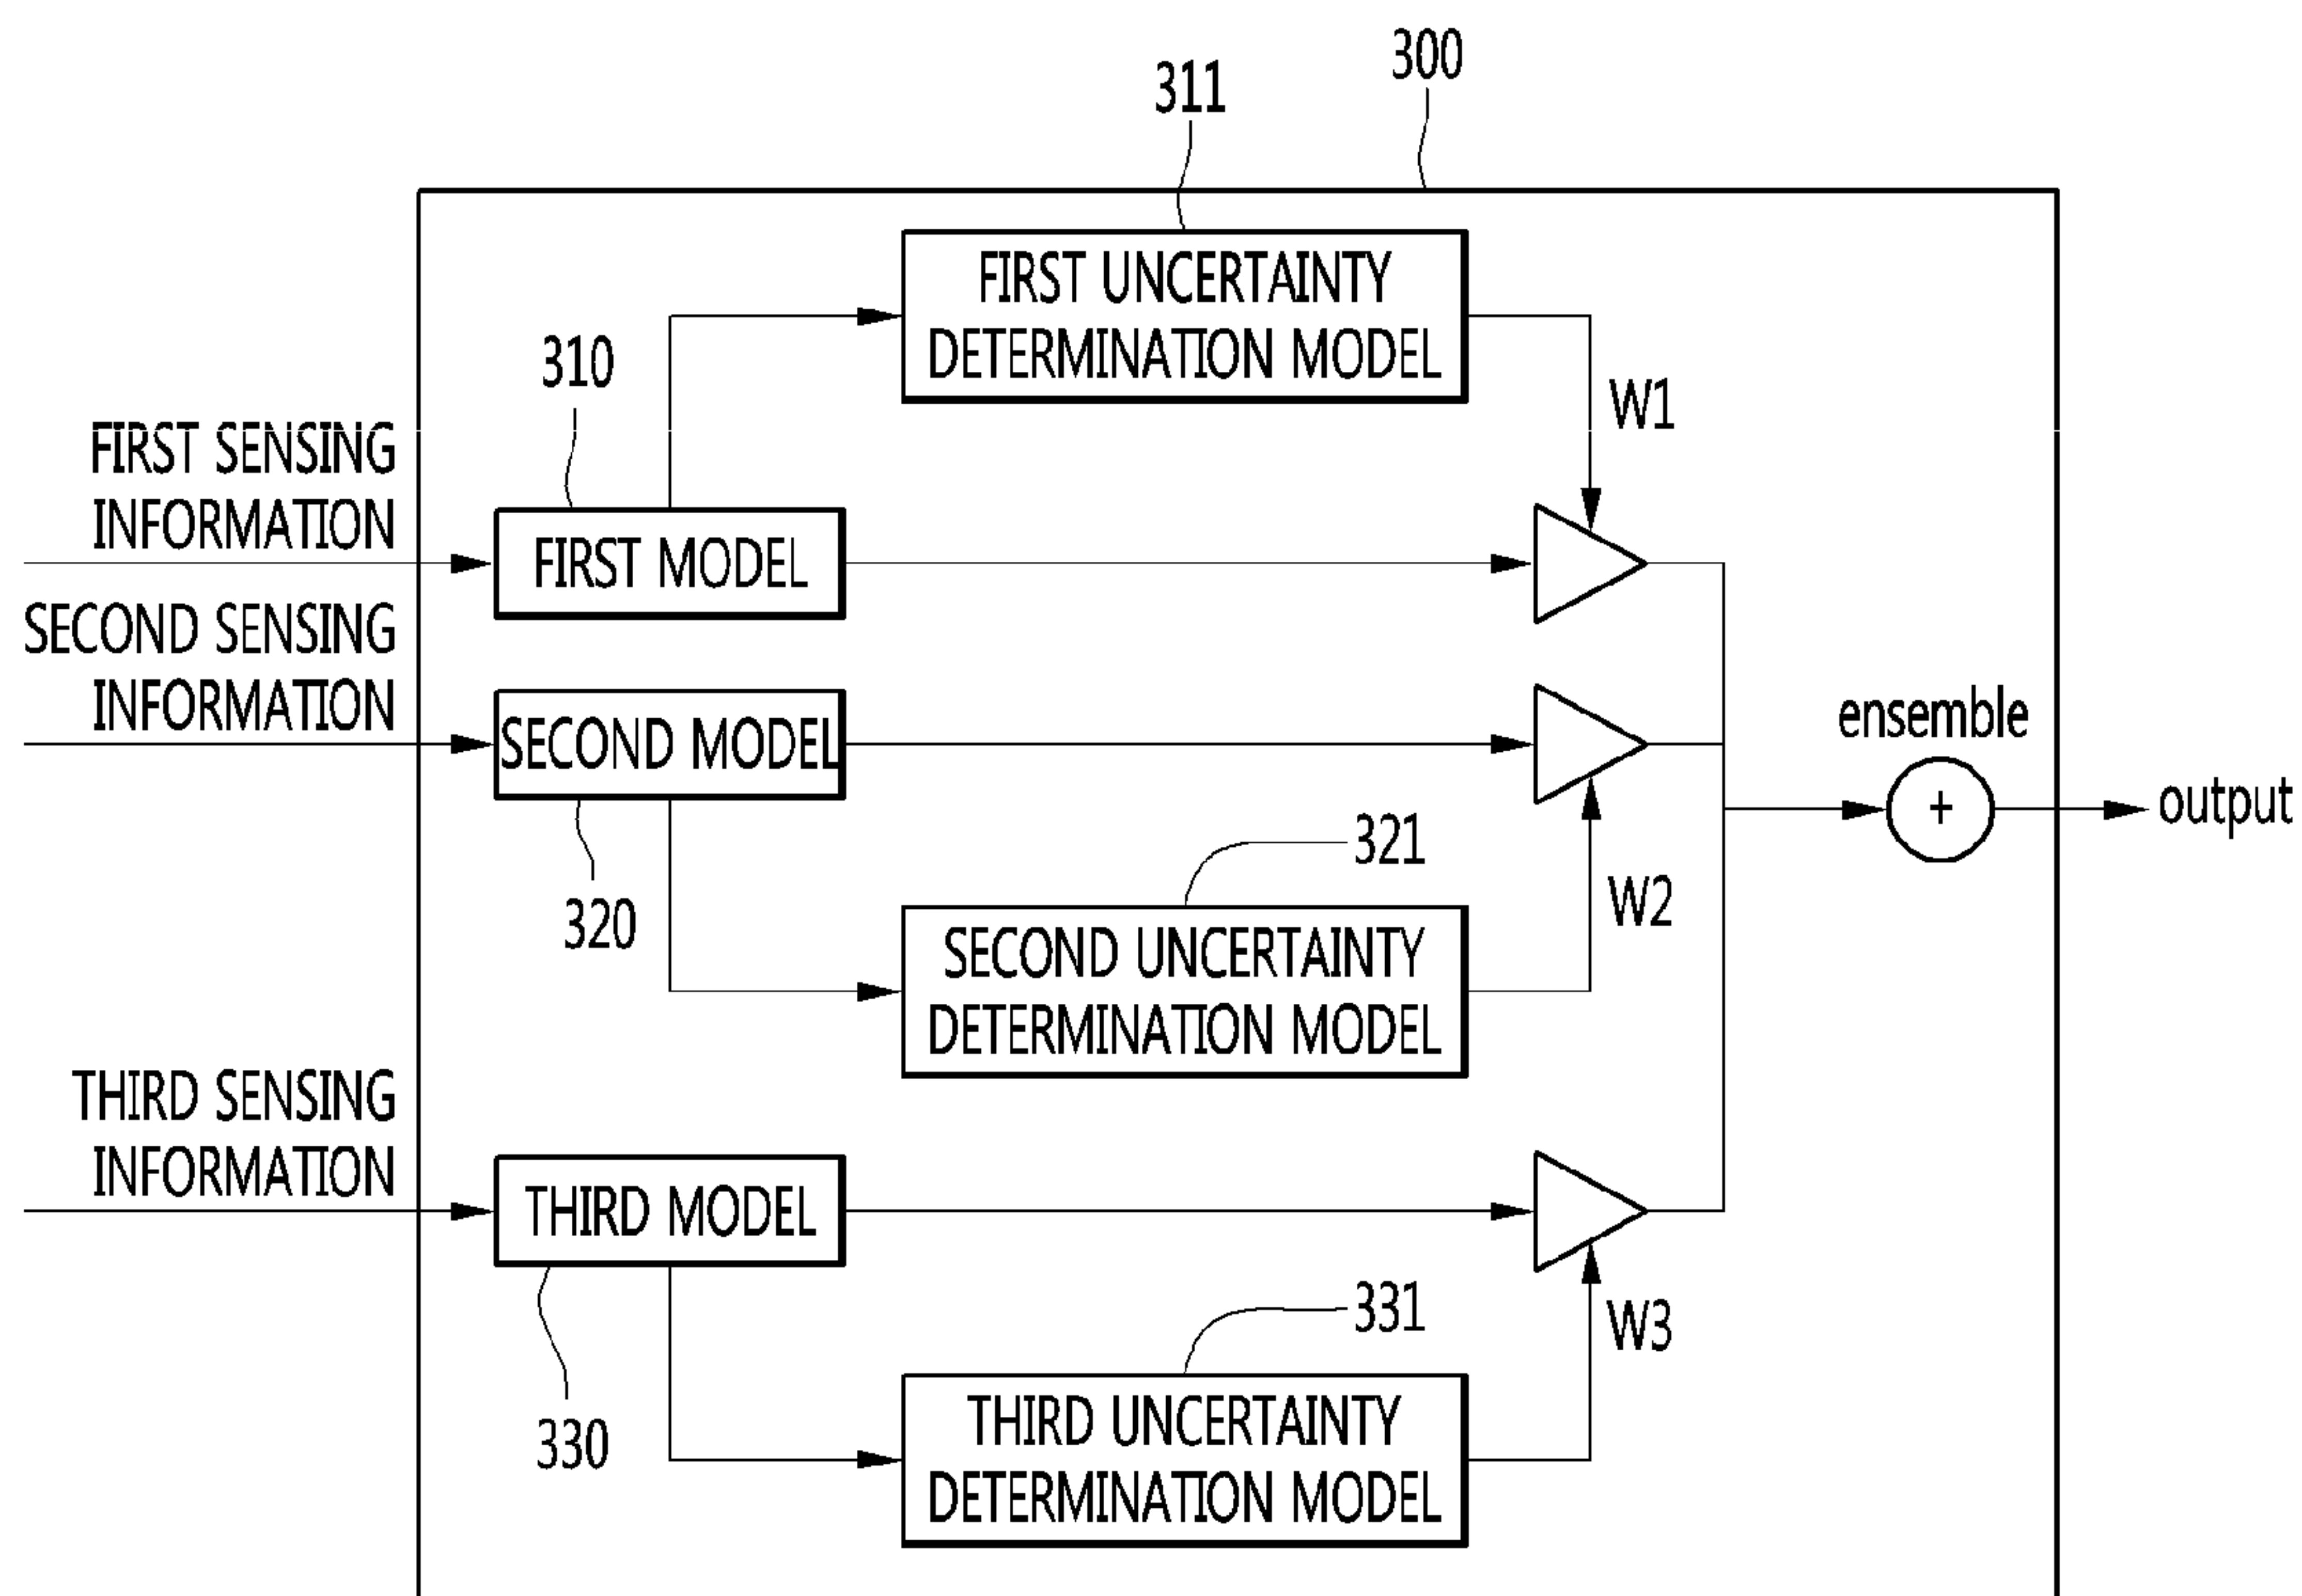 300
311
FIRST UNCERTAINTY
DETERMINATION MODEL
310
W1
FIRST SENSING
INFORMATION
FIRST MODEL
SECOND SENSING
INFORMATION
SECOND MODEL
ensemble
+
output
321
320
W2
SECOND UNCERTAINTY
DETERMINATION MODEL
THIRD SENSING
INFORMATION
THIRD MODEL
331
W3
330
THIRD UNCERTAINTY
DETERMINATION MODEL